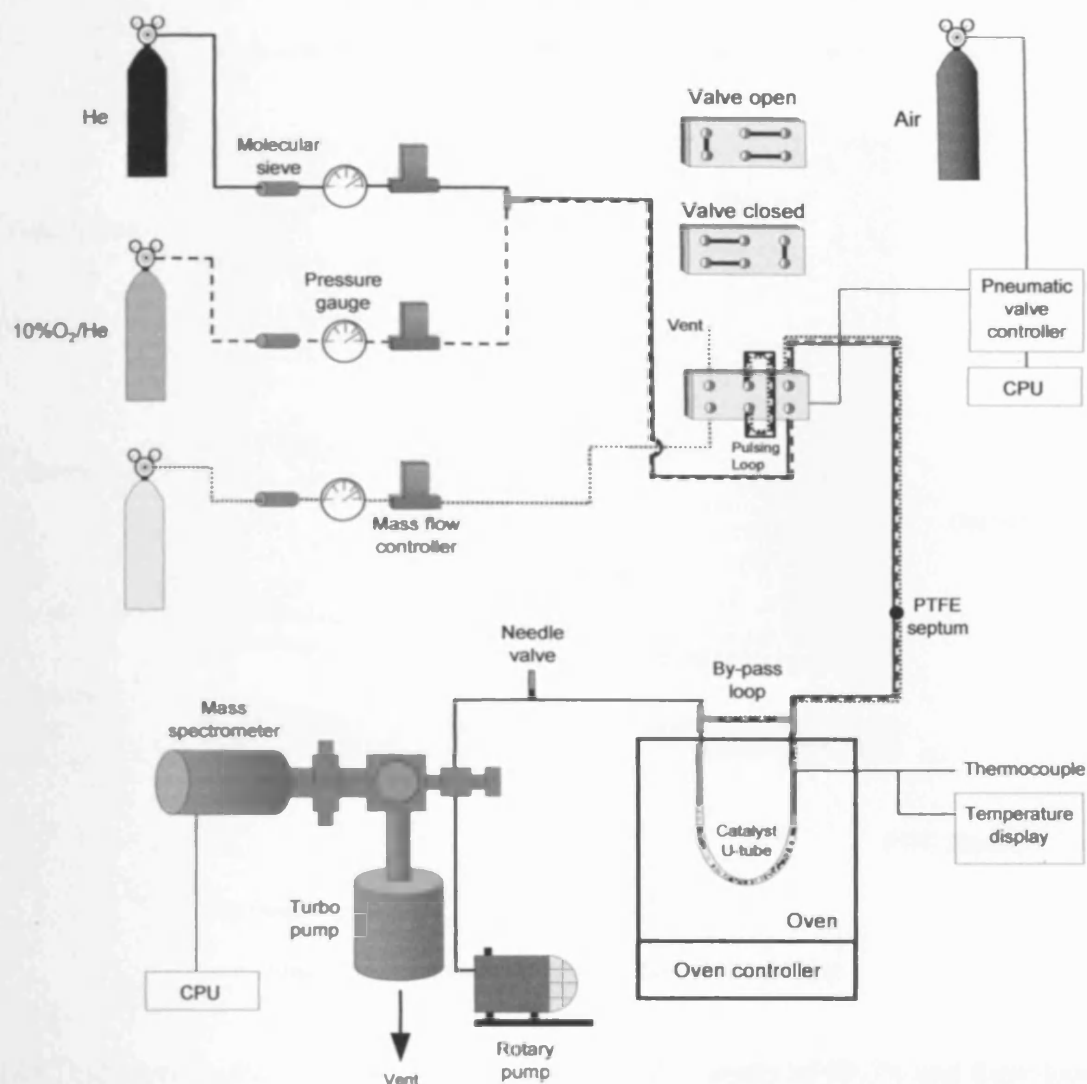 He
Molecular
sieve
Valve open
Air
Valve closed
10%O₂/He
Pressure
gauge
Vent
Pneumatic
valve
controller
CPU
Pulsing
Loop
Mass flow
controller
PTFE
septum
Needle
valve
By-pass
loop
Mass
spectrometer
Thermocouple
Temperature
display
Catalyst
U-tube
Turbo
pump
Oven
Oven controller
CPU
Rotary
pump
Vent